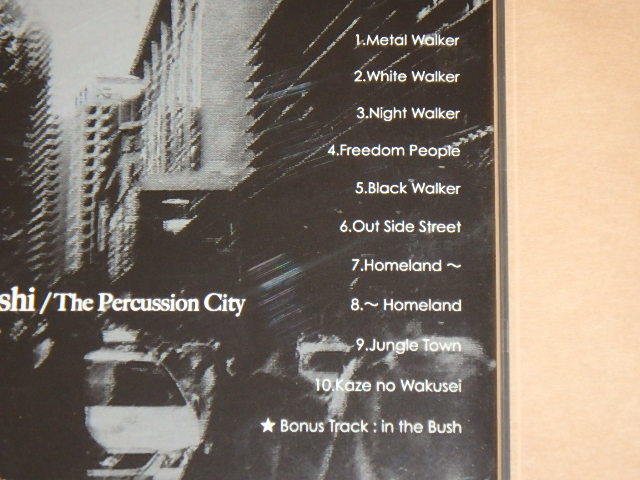 1.Metal Walker
2.White Walker
3.Night Walker
4.Freedom People
5.Black Walker
6.Out Side Street
7.Homeland ～
8.～ Homeland
9.Jungle Town
10.Kaze no Wakusei
★ Bonus Track : in the Bush
shi / The Percussion City